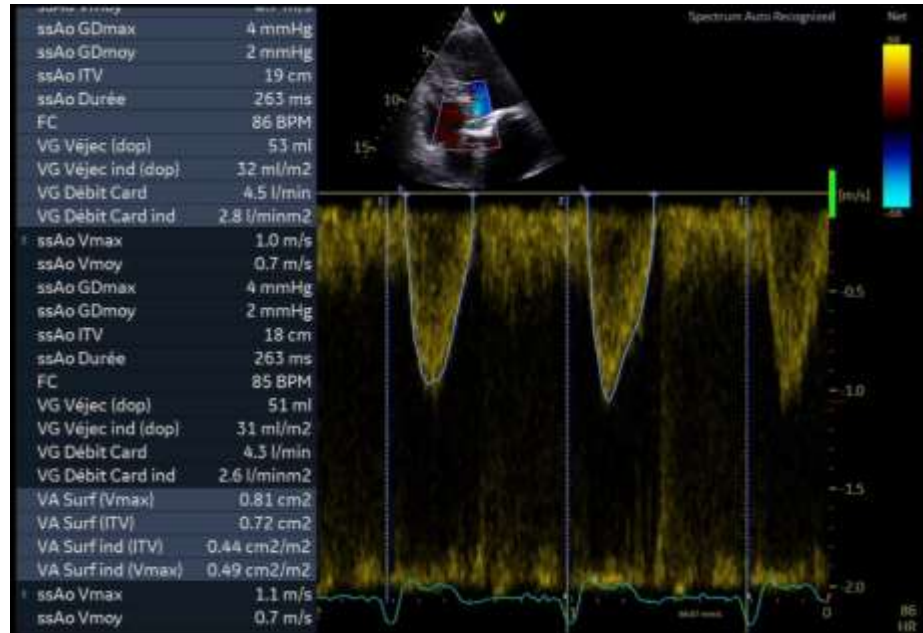 ssAo GDmax 4 mmHg
ssAo GDmoy 2 mmHg
ssAo ITV 19 cm
ssAo Durée 263 ms
FC 86 BPM
VG Véjec (dop) 53 ml
VG Véjec ind (dop) 32 ml/m2
VG Débit Card 4.5 l/min
VG Débit Card ind 2.8 l/minm2
ssAo Vmax 1.0 m/s
ssAo Vmoy 0.7 m/s
ssAo GDmax 4 mmHg
ssAo GDmoy 2 mmHg
ssAo ITV 18 cm
ssAo Durée 263 ms
FC 85 BPM
VG Véjec (dop) 51 ml
VG Véjec ind (dop) 31 ml/m2
VG Débit Card 4.3 l/min
VG Débit Card ind 2.6 l/minm2
VA Surf (Vmax) 0.81 cm2
VA Surf (ITV) 0.72 cm2
VA Surf ind (ITV) 0.44 cm2/m2
VA Surf ind (Vmax) 0.49 cm2/m2
ssAo Vmax 1.1 m/s
ssAo Vmoy 0.7 m/s
V
5
10
15
Spectrum Auto Recognized
Net
[m/s]
-0.5
-1.0
-1.5
-2.0
0
86
HR